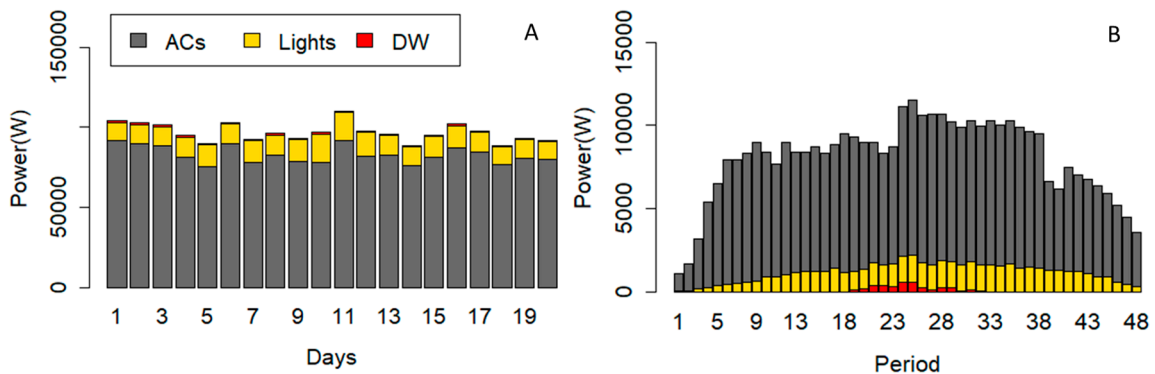 ACs Lights DW
A
Power(W)
0 50000 150000
1 3 5 7 9 11 13 15 17 19
Days
B
Power(W)
0 5000 10000 15000
1 5 9 13 18 23 28 33 38 43 48
Period